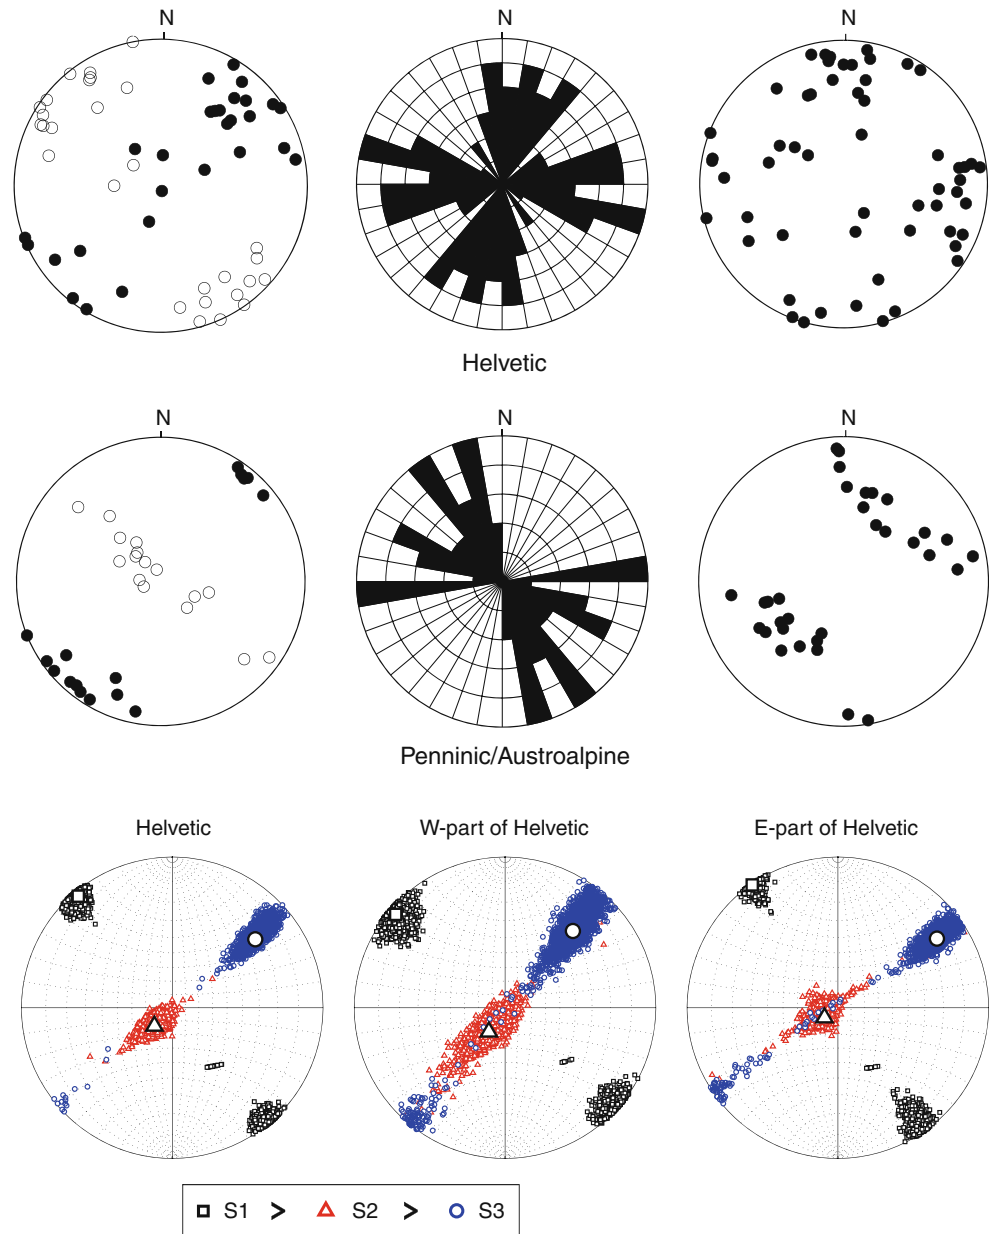 N N N
Helvetic
N N N
Penninic/Austroalpine
Helvetic W-part of Helvetic E-part of Helvetic
S1 > S2 > S3